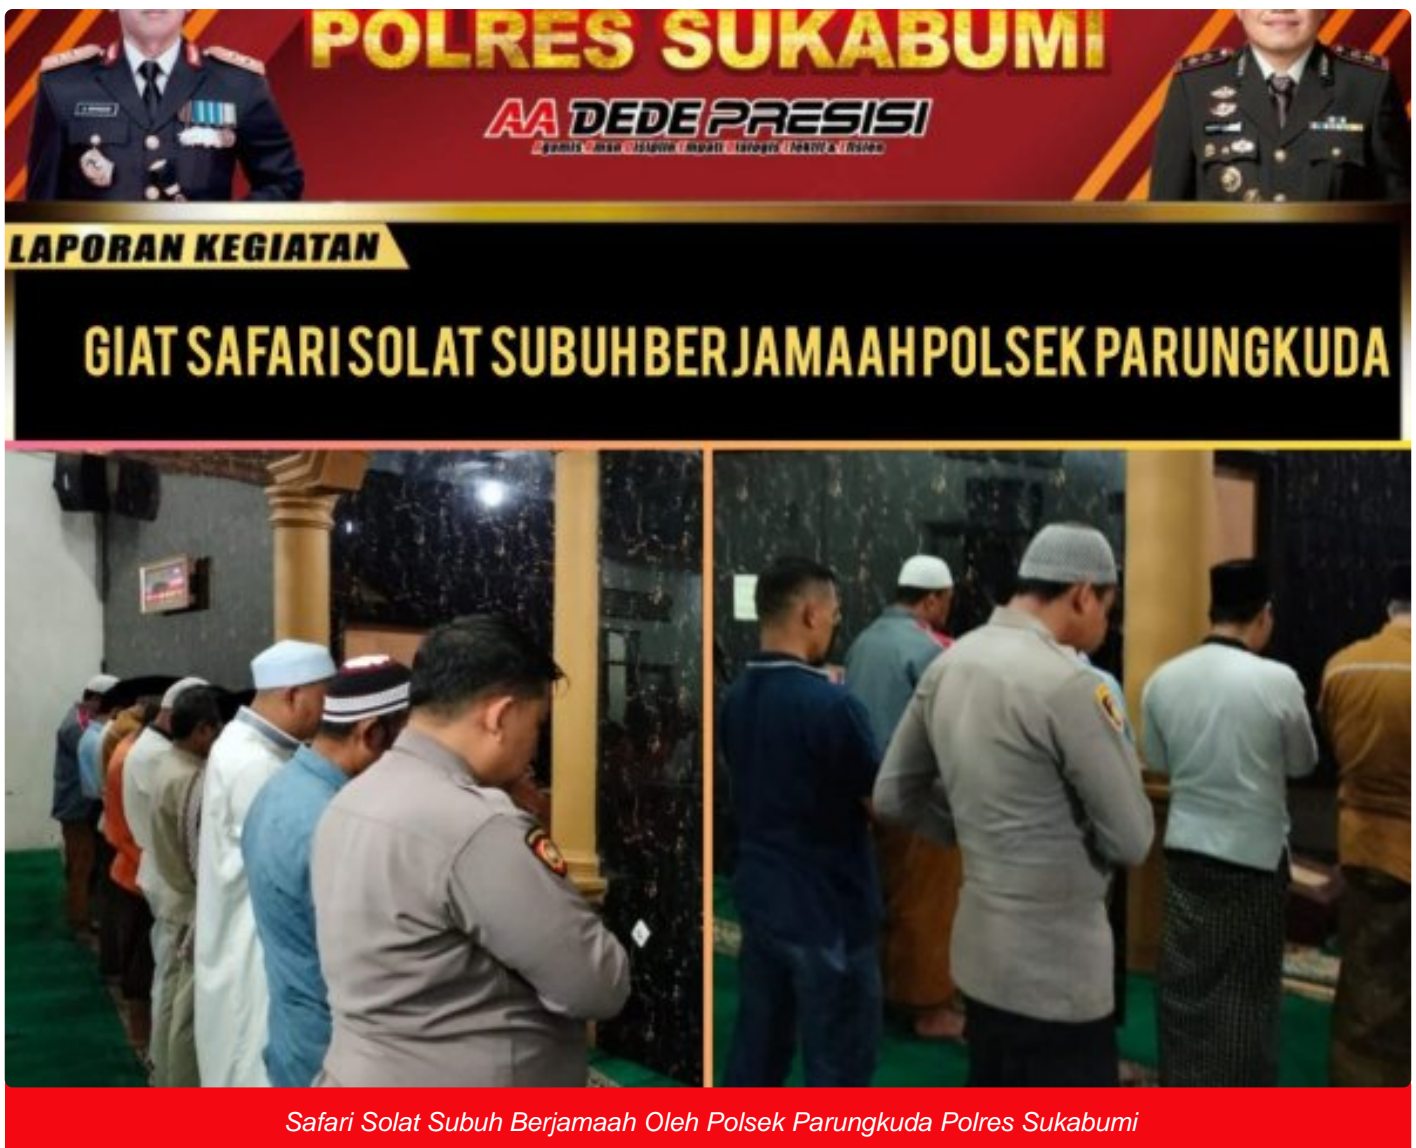 POLRES SUKABUMI
AA DEDE PRESISI
LAPORAN KEGIATAN
GIAT SAFARI SOLAT SUBUH BERJAMAAH POLSEK PARUNGKUDA
Safari Solat Subuh Berjamaah Oleh Polsek Parungkuda Polres Sukabumi